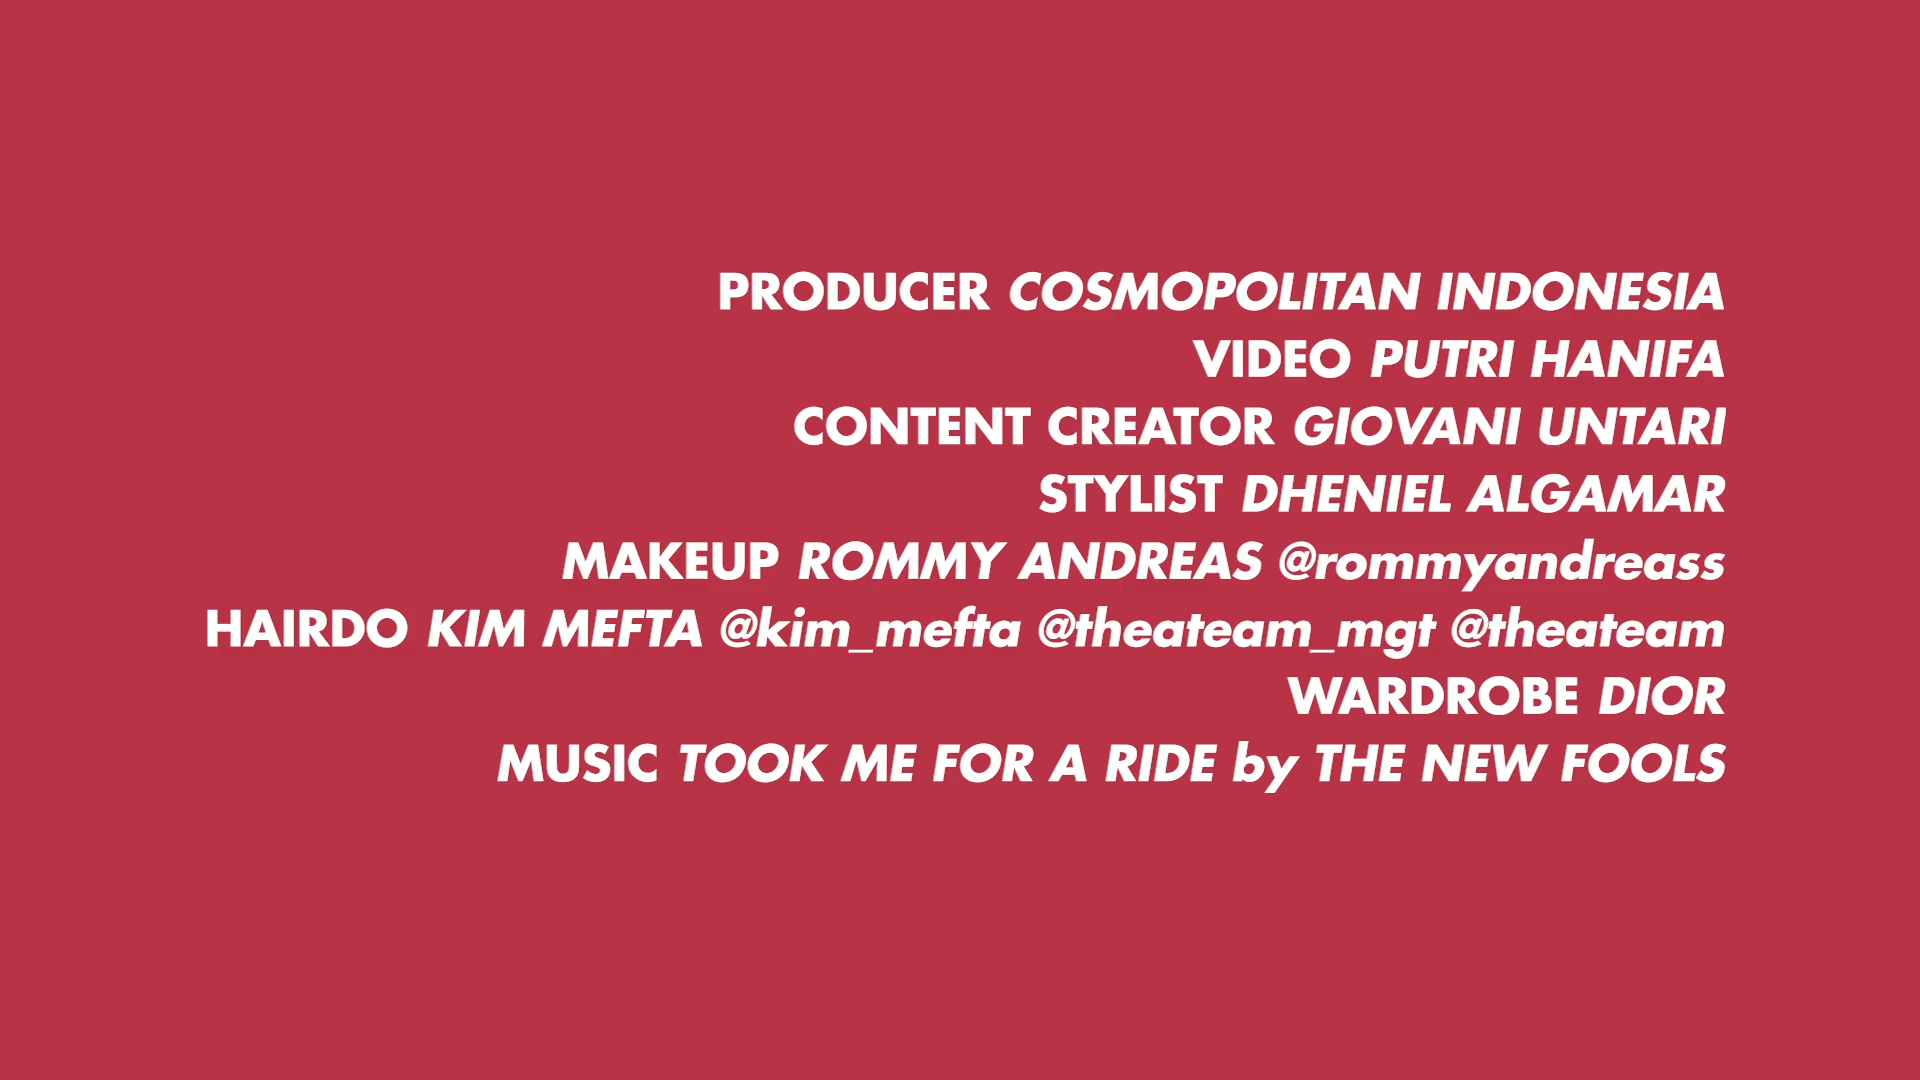 PRODUCER COSMOPOLITAN INDONESIA
VIDEO PUTRI HANIFA
CONTENT CREATOR GIOVANI UNTARI
STYLIST DHENIEL ALGAMAR
MAKEUP ROMMY ANDREAS @rommyandreass
HAIRDO KIM MEFTA @kim_mefta @theateam_mgt @theateam
WARDROBE DIOR
MUSIC TOOK ME FOR A RIDE by THE NEW FOOLS